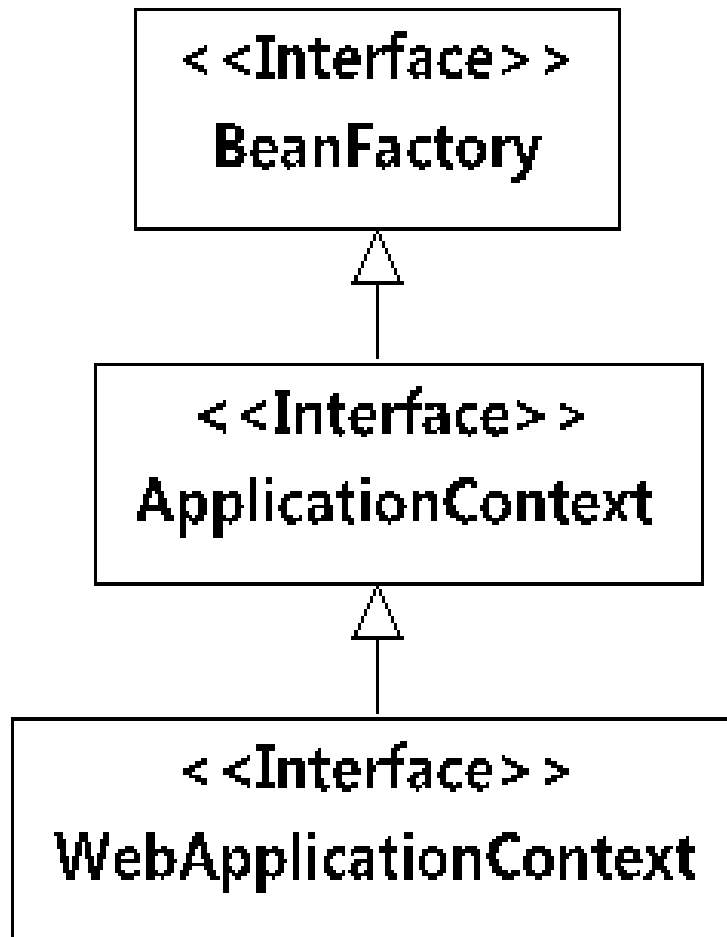 <<Interface>>
BeanFactory
<<Interface>>
ApplicationContext
<<Interface>>
WebApplicationContext